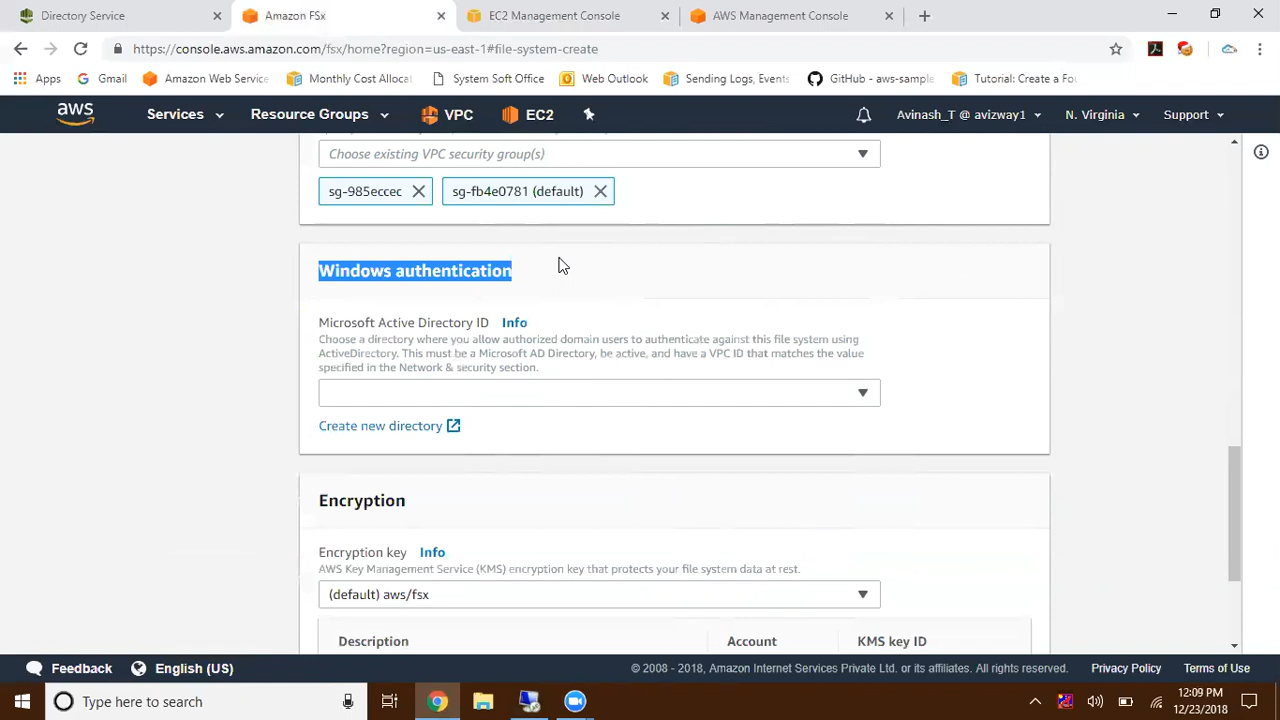 Directory Service
Amazon FSx
EC2 Management Console
AWS Management Console
https://console.aws.amazon.com/fsx/home?region=us-east-1#file-system-create
Apps
Gmail
Amazon Web Service
Monthly Cost Allocat
System Soft Office
Web Outlook
Sending Logs, Events
GitHub - aws-sample
Tutorial: Create a Fou
aws
Services
Resource Groups
VPC
EC2
Avinash_T @ avizway1
N. Virginia
Support
Choose existing VPC security group(s)
sg-985eccec
sg-fb4e0781 (default)
Windows authentication
Microsoft Active Directory ID Info
Choose a directory where you allow authorized domain users to authenticate against this file system using
ActiveDirectory. This must be a Microsoft AD Directory, be active, and have a VPC ID that matches the value
specified in the Network & security section.
Create new directory
Encryption
Encryption key Info
AWS Key Management Service (KMS) encryption key that protects your file system data at rest.
(default) aws/fsx
Description Account KMS key ID
Feedback
English (US)
© 2008 - 2018, Amazon Internet Services Private Ltd. or its affiliates. All rights reserved.
Privacy Policy
Terms of Use
Type here to search
12:09 PM
12/23/2018